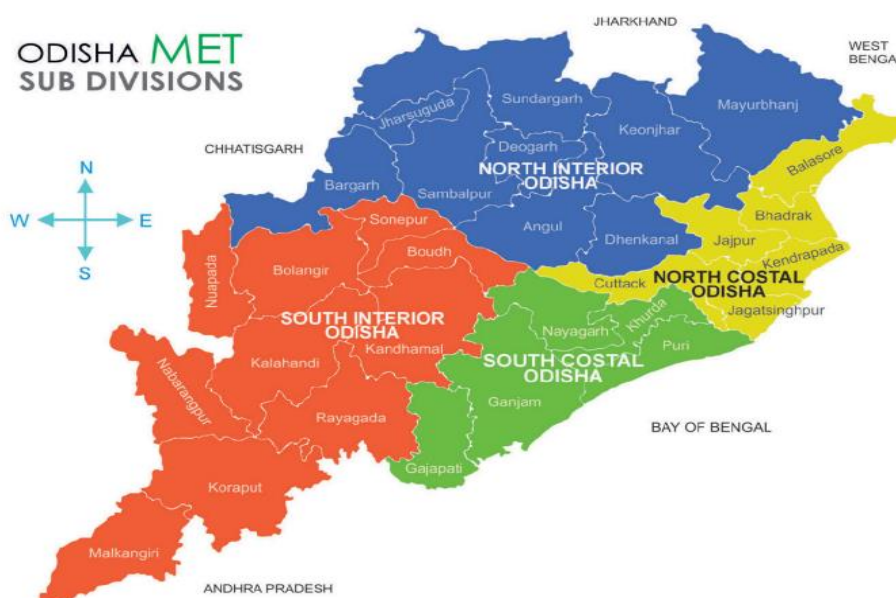 ODISHA MET
SUB DIVISIONS
JHARKHAND
WEST
BENGA
CHHATISGARH
N
W
E
S
Jharsuguda
Sundargarh
Mayurbhanj
Keonjhar
Deogarh
NORTH INTERIOR
ODISHA
Bargarh
Sambalpur
Angul
Dhenkanal
Balasore
Bhadrak
Jajpur
Kendrapada
Cuttack
NORTH COSTAL
ODISHA
Jagatsinghpur
Sonepur
Boudh
Nuapada
Bolangir
SOUTH INTERIOR
ODISHA
Kandhamal
Kalahandi
Nabarangpur
Rayagada
Koraput
Malkangiri
Nayagarh
Khurda
Puri
SOUTH COSTAL
ODISHA
Ganjam
Gajapati
BAY OF BENGAL
ANDHRA PRADESH